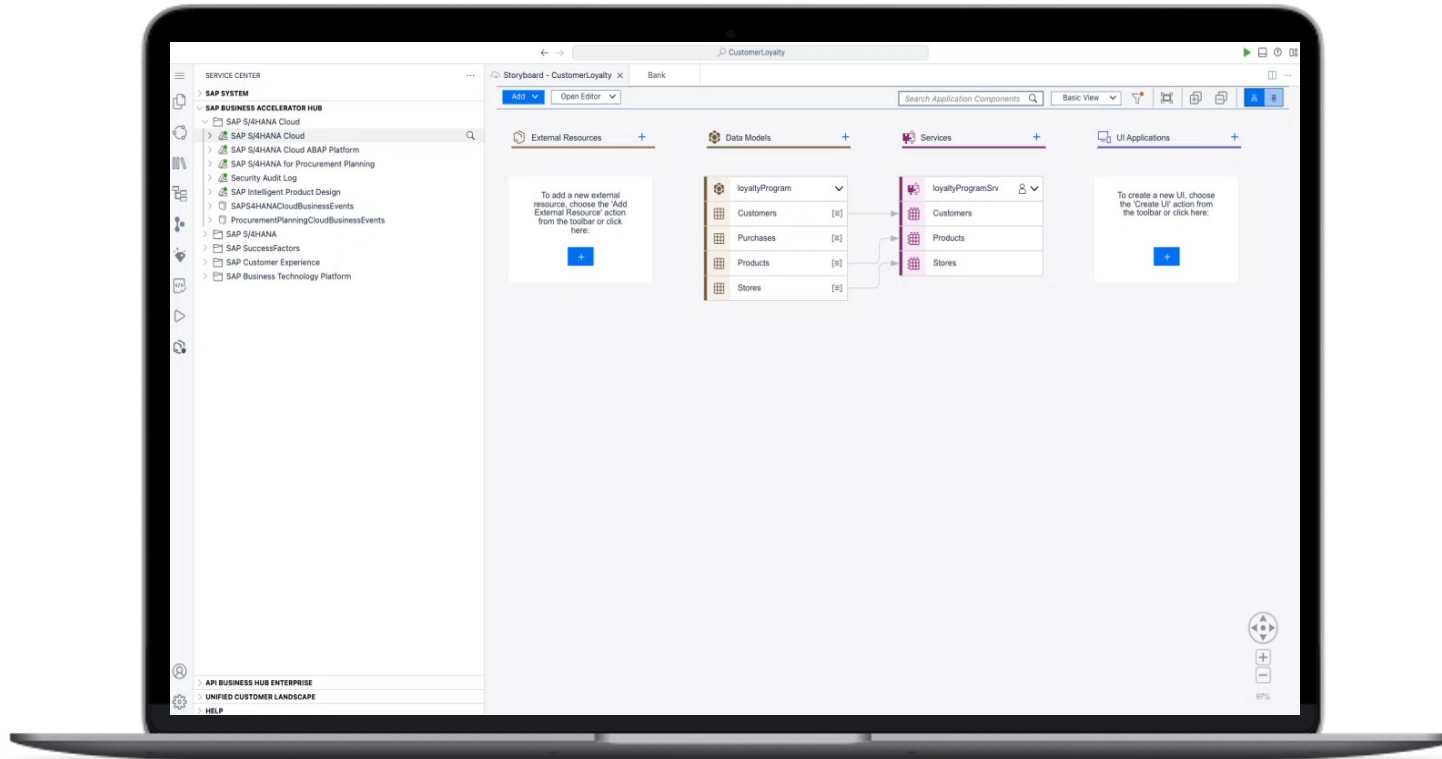 CustomerLoyalty
SERVICE CENTER
SAP SYSTEM
SAP BUSINESS ACCELERATOR HUB
SAP S/4HANA Cloud
SAP S/4HANA Cloud
SAP S/4HANA Cloud ABAP Platform
SAP S/4HANA for Procurement Planning
Security Audit Log
SAP Intelligent Product Design
SAPS4HANACloudBusinessEvents
ProcurementPlanningCloudBusinessEvents
SAP S/4HANA
SAP SuccessFactors
SAP Customer Experience
SAP Business Technology Platform
API BUSINESS HUB ENTERPRISE
UNIFIED CUSTOMER LANDSCAPE
HELP
Storyboard - CustomerLoyalty
Bank
Add
Open Editor
Search Application Components
Basic View
External Resources
To add a new external
resource, choose the 'Add
External Resource' action
from the toolbar or click
here:
Data Models
loyaltyProgram
Customers
Purchases
Products
Stores
Services
loyaltyProgramSrv
Customers
Products
Stores
UI Applications
To create a new UI, choose
the 'Create UI' action from
the toolbar or click here:
97%